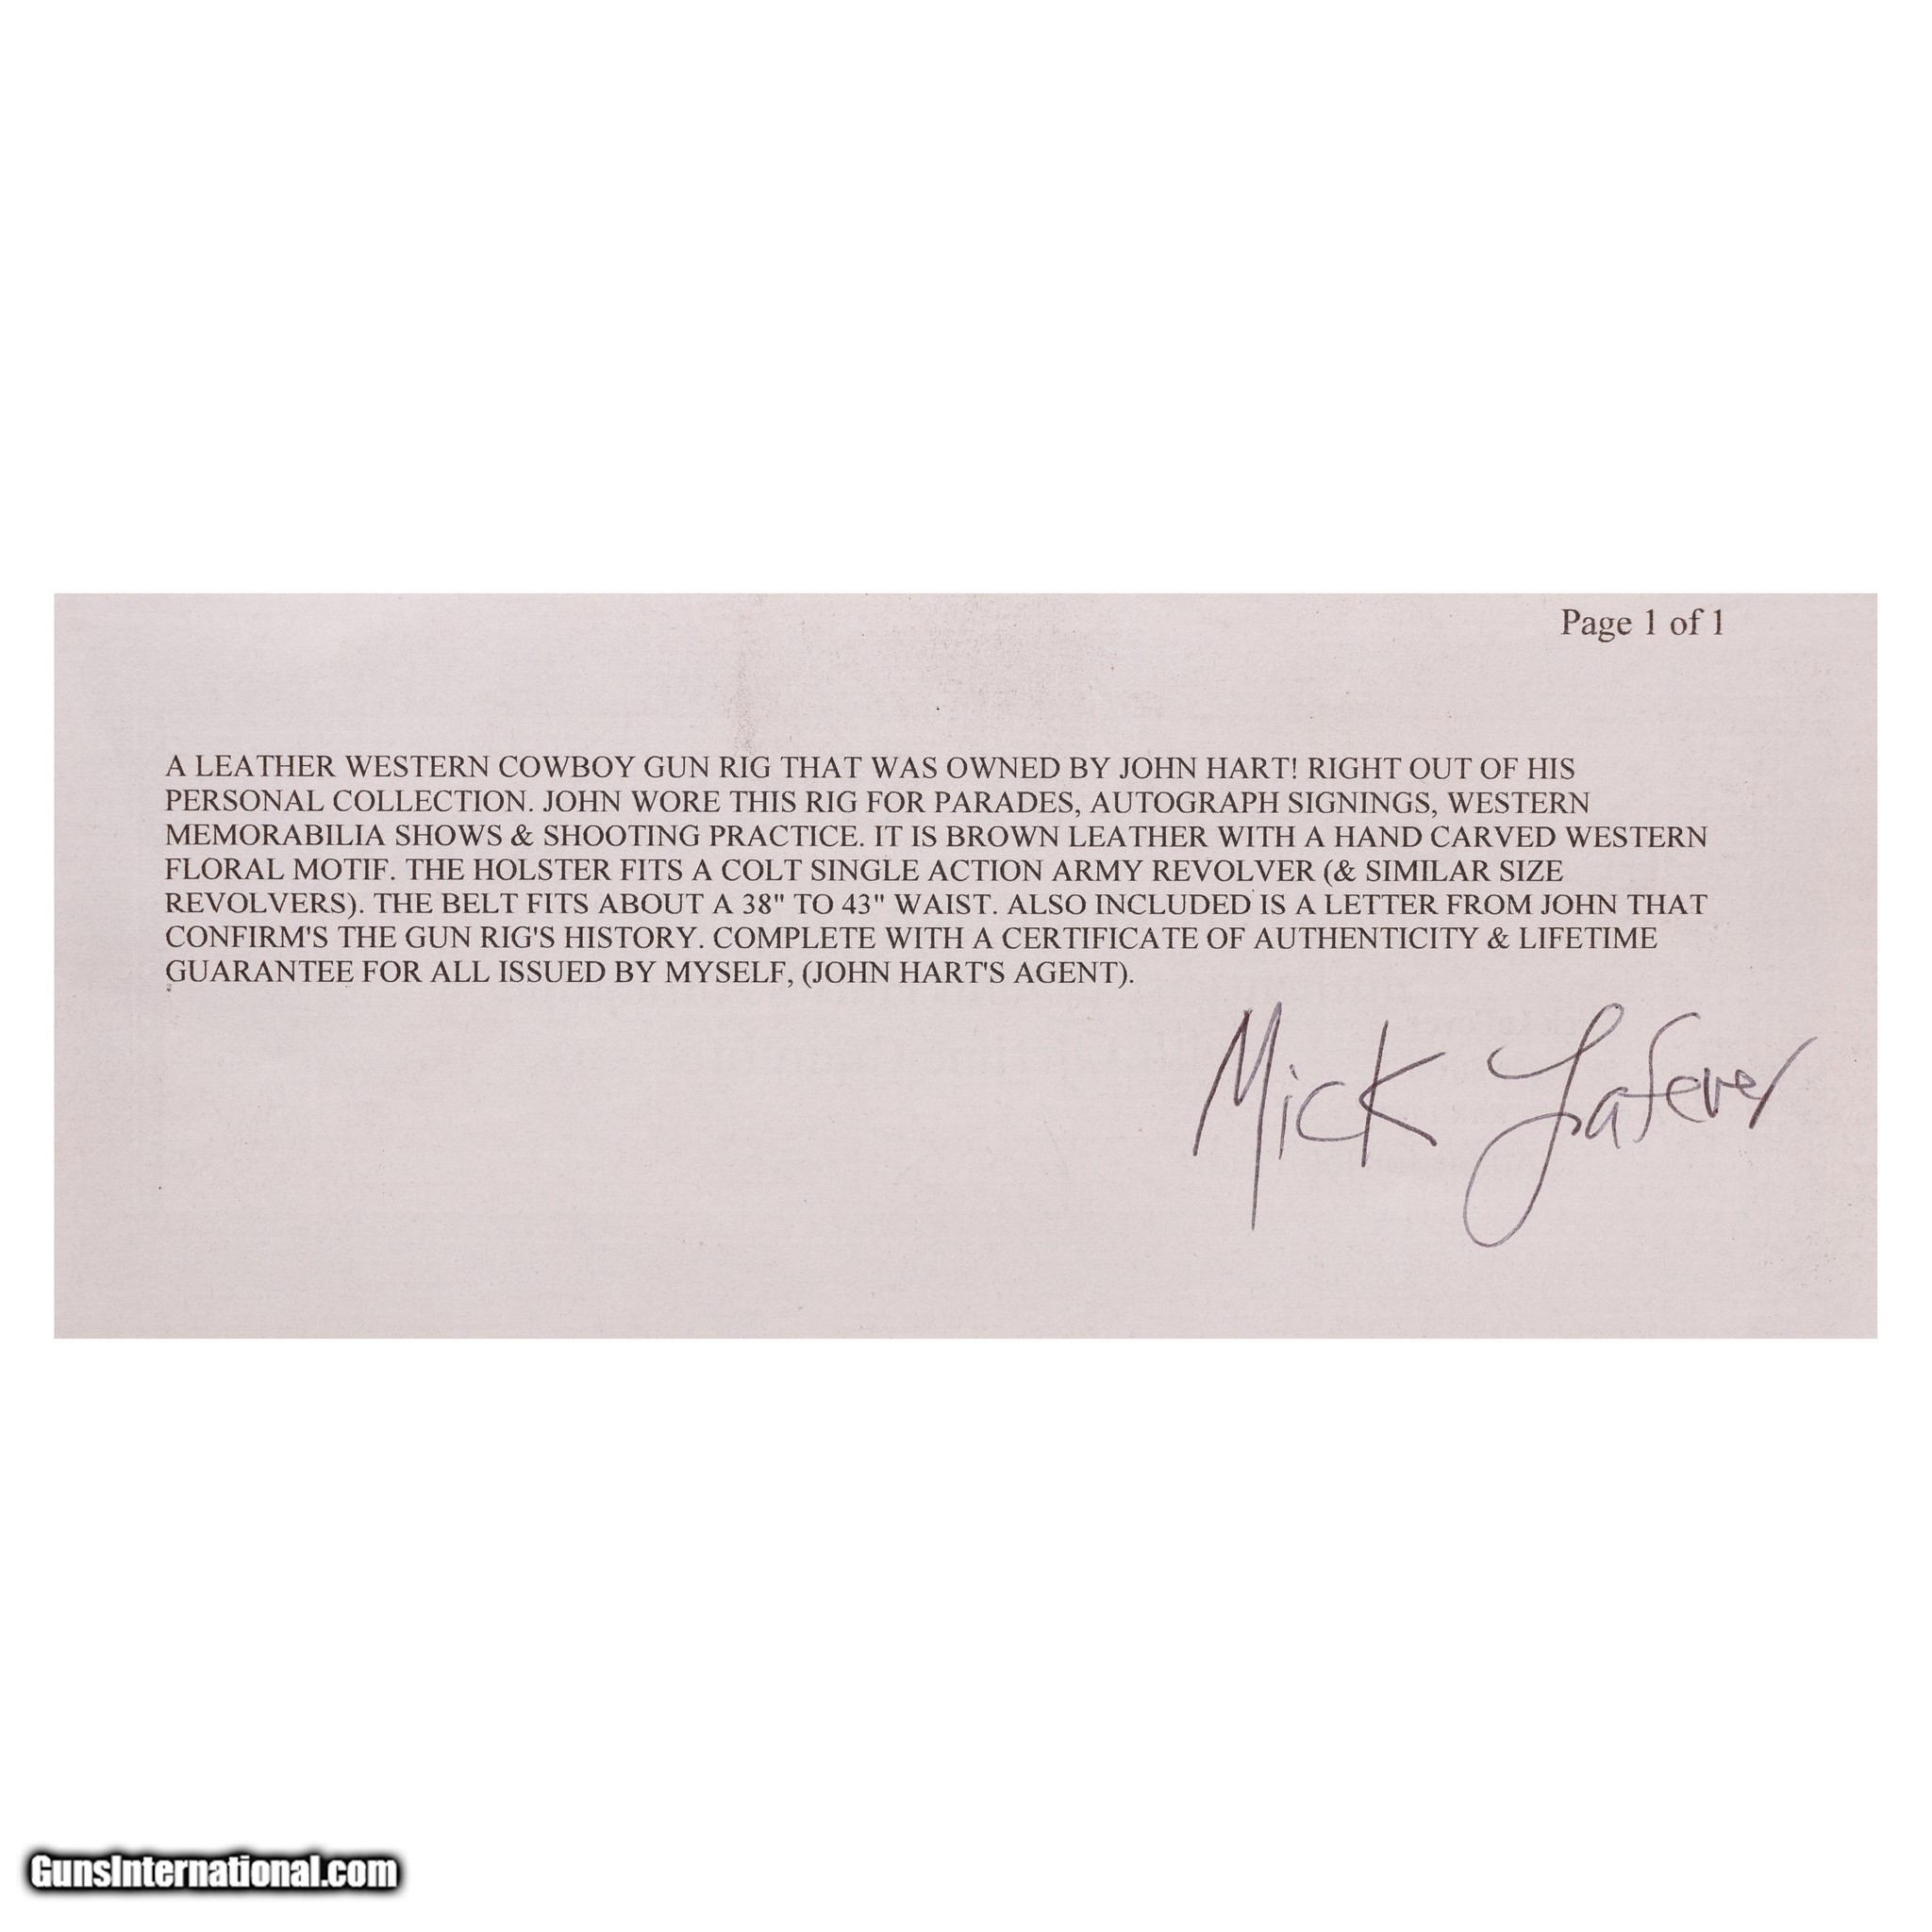 Page 1 of 1
A LEATHER WESTERN COWBOY GUN RIG THAT WAS OWNED BY JOHN HART! RIGHT OUT OF HIS
PERSONAL COLLECTION. JOHN WORE THIS RIG FOR PARADES, AUTOGRAPH SIGNINGS, WESTERN
MEMORABILIA SHOWS & SHOOTING PRACTICE. IT IS BROWN LEATHER WITH A HAND CARVED WESTERN
FLORAL MOTIF. THE HOLSTER FITS A COLT SINGLE ACTION ARMY REVOLVER (& SIMILAR SIZE
REVOLVERS). THE BELT FITS ABOUT A 38" TO 43" WAIST. ALSO INCLUDED IS A LETTER FROM JOHN THAT
CONFIRM'S THE GUN RIG'S HISTORY. COMPLETE WITH A CERTIFICATE OF AUTHENTICITY & LIFETIME
GUARANTEE FOR ALL ISSUED BY MYSELF, (JOHN HART'S AGENT).
Mick Lafever
GunsInternational.com